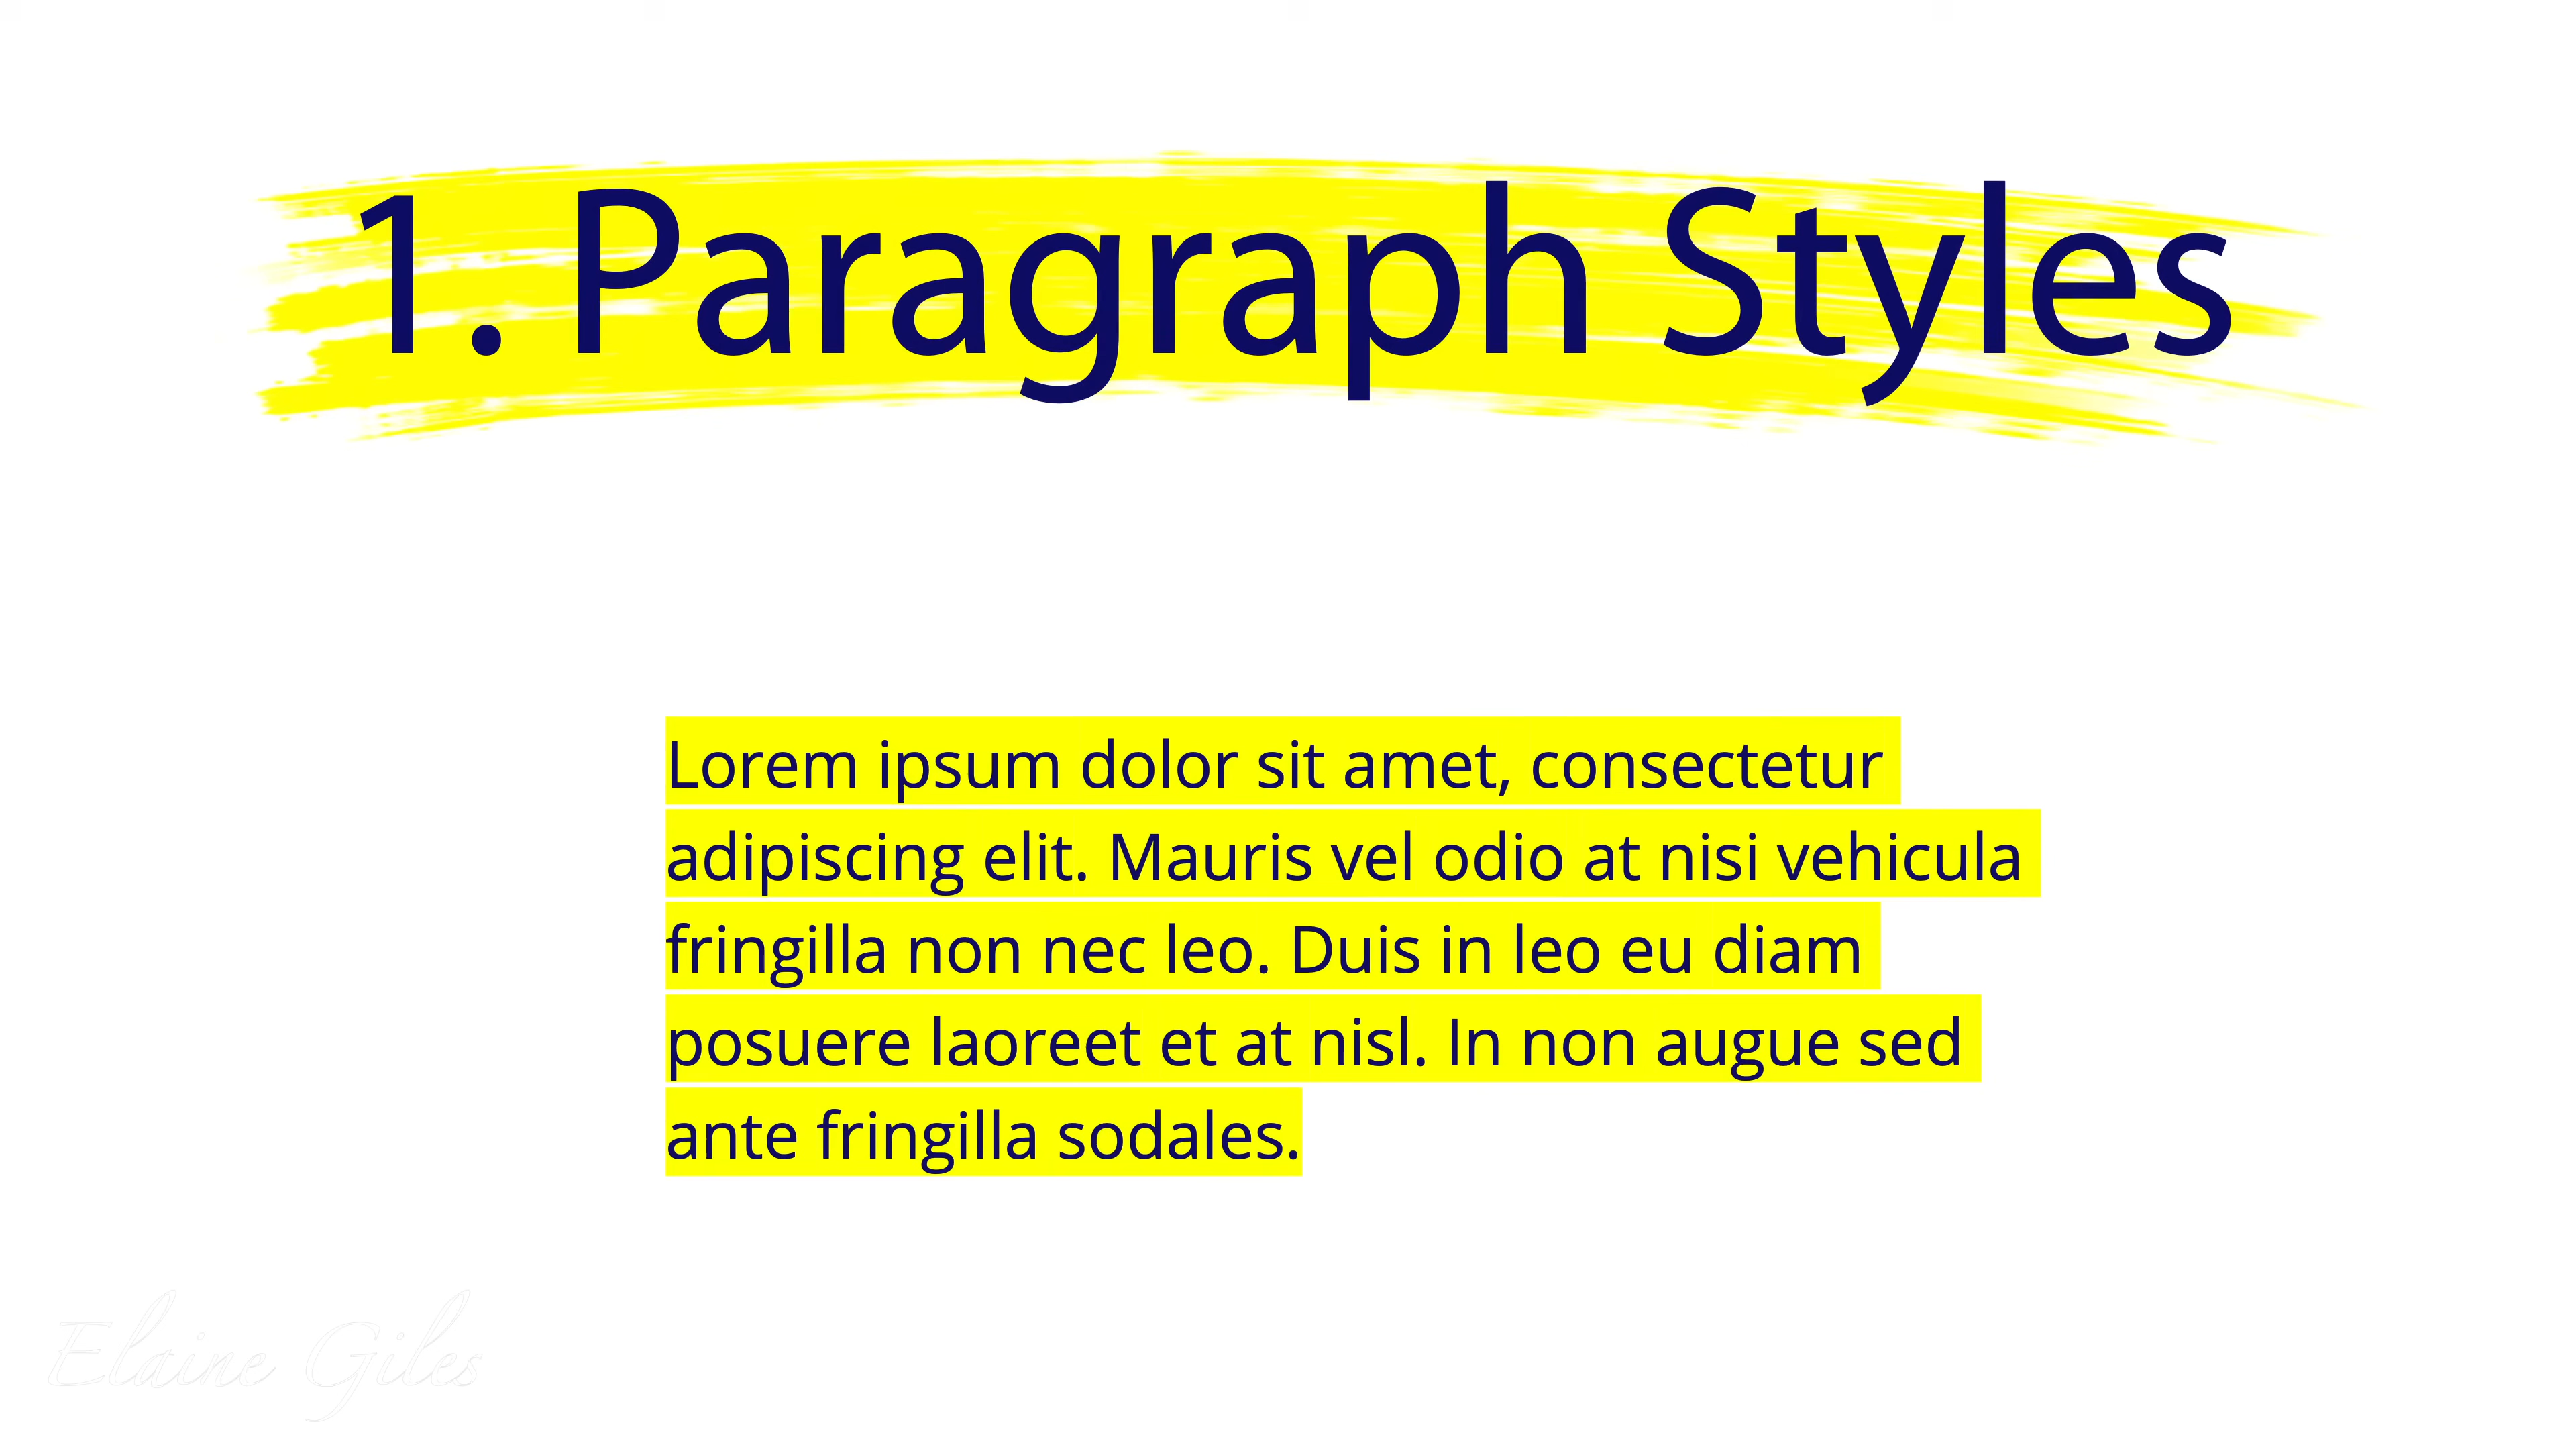 1. Paragraph Styles
Lorem ipsum dolor sit amet, consectetur
adipiscing elit. Mauris vel odio at nisi vehicula
fringilla non nec leo. Duis in leo eu diam
posuere laoreet et at nisl. In non augue sed
ante fringilla sodales.
Elaine Giles